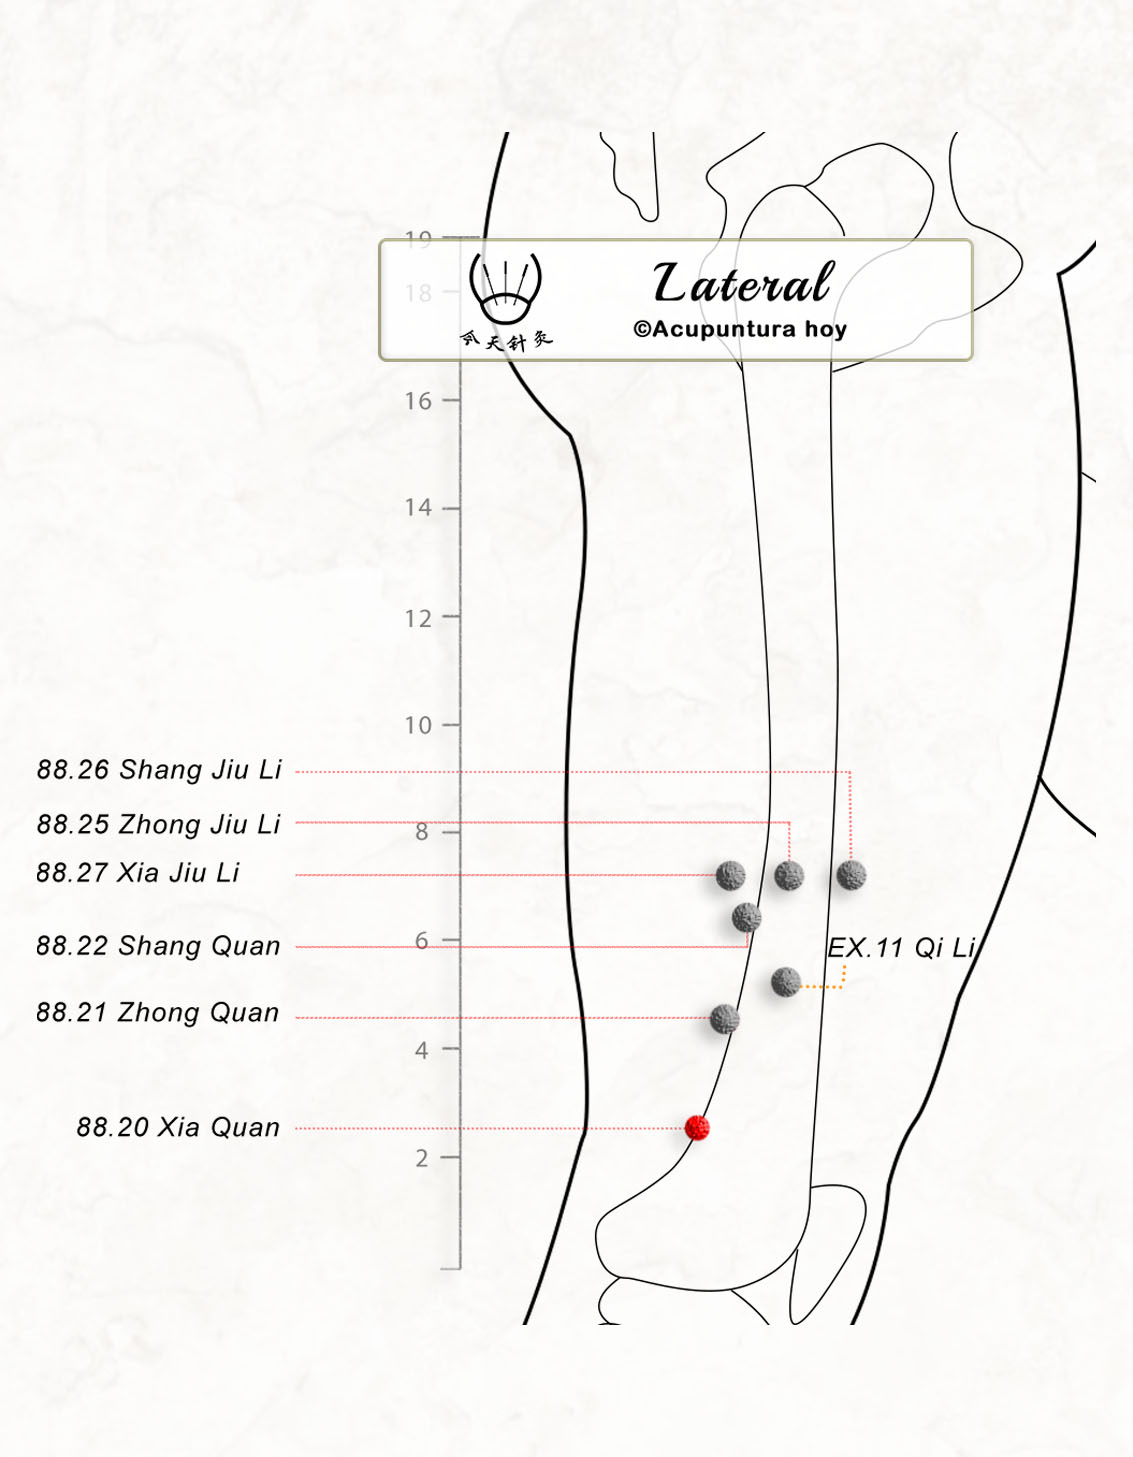 19
18
Lateral
©Acupuntura hoy
今天针灸
16
14
12
10
88.26 Shang Jiu Li
88.25 Zhong Jiu Li
8
88.27 Xia Jiu Li
88.22 Shang Quan
6
EX.11 Qi Li
88.21 Zhong Quan
4
88.20 Xia Quan
2